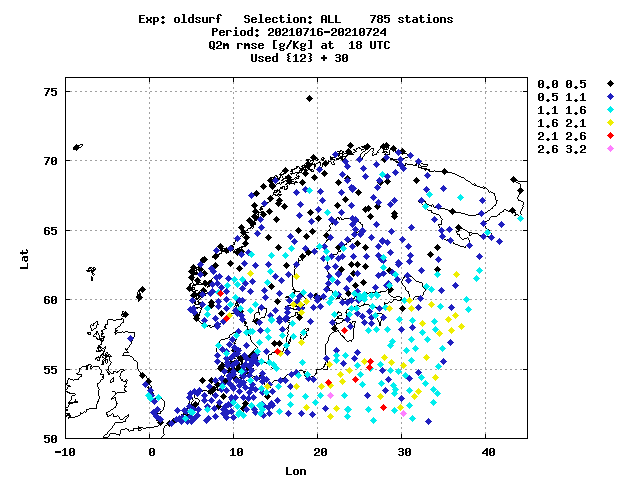 Exp: oldsurf   Selection: ALL    785 stations
Period: 20210716-20210724
Q2m rmse [g/Kg] at  18 UTC
Used {12} + 30
0.0 0.5
0.5 1.1
1.1 1.6
1.6 2.1
2.1 2.6
2.6 3.2
75
70
65
60
55
50
Lat
-10 0 10 20 30 40
Lon